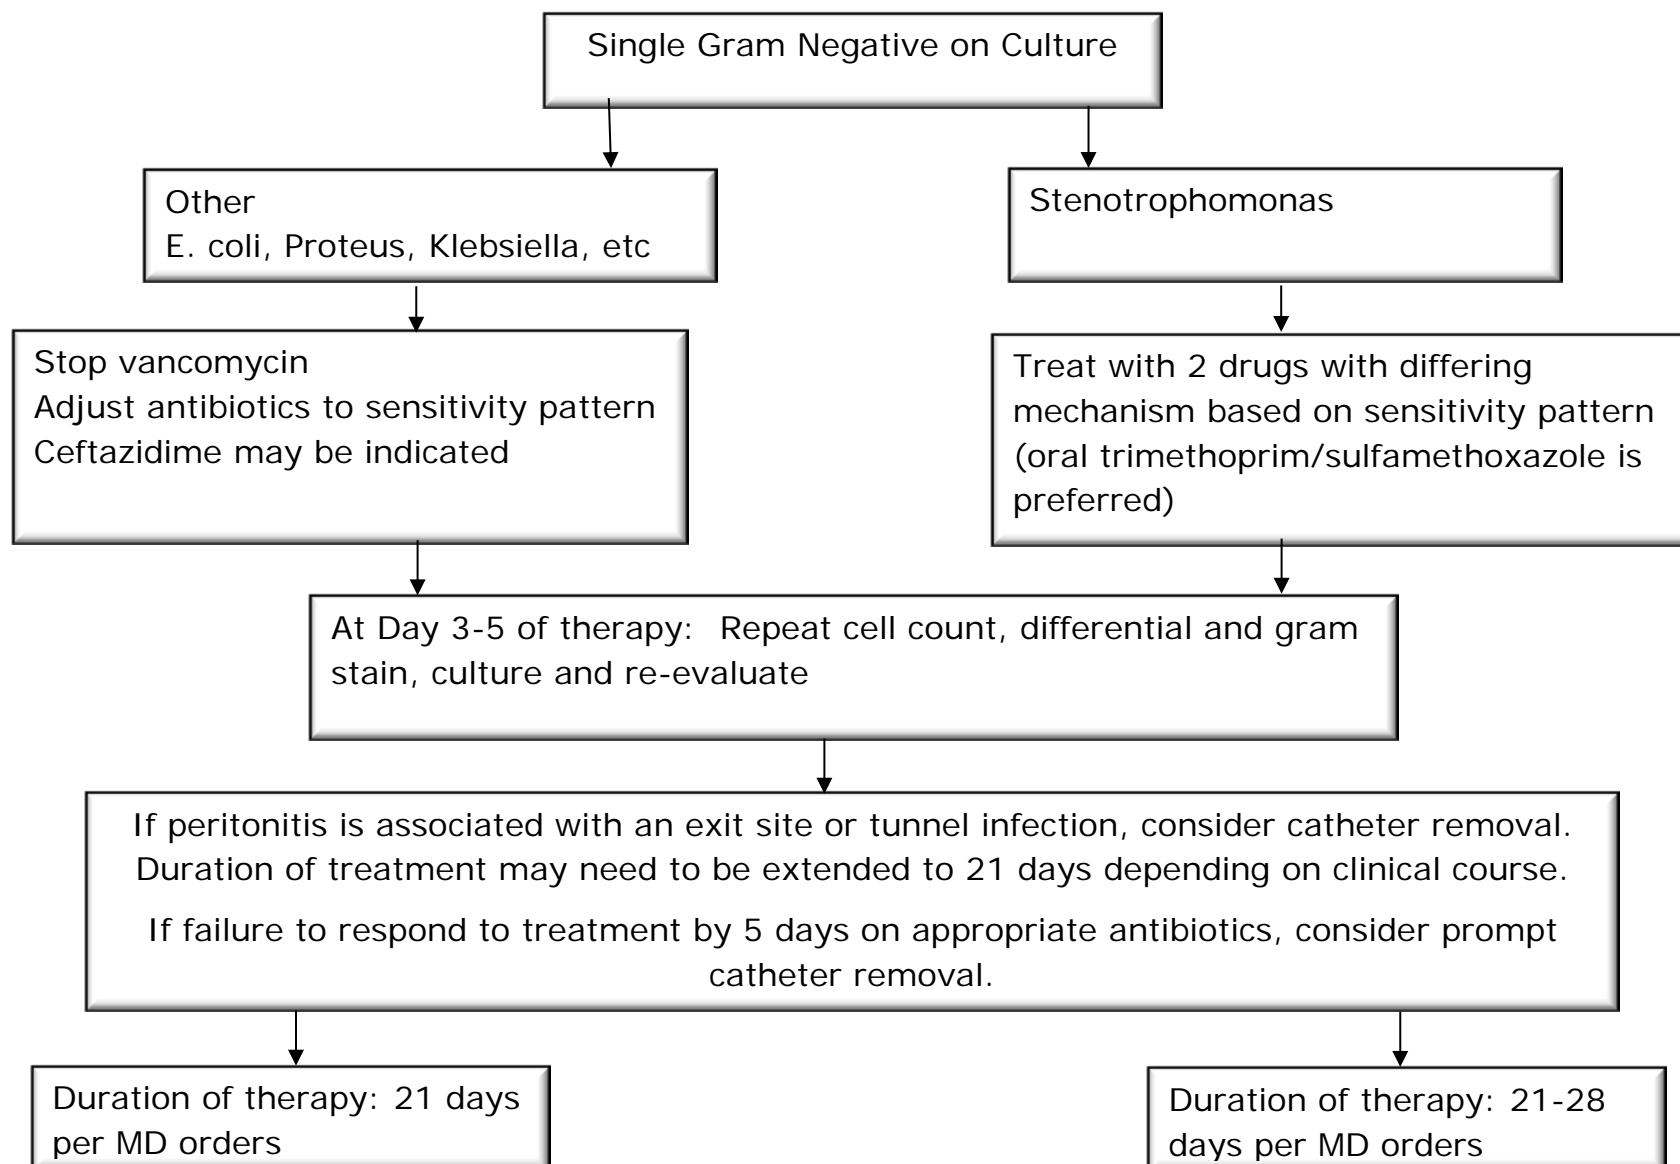 Single Gram Negative on Culture
Other
E. coli, Proteus, Klebsiella, etc
Stenotrophomonas
Stop vancomycin
Adjust antibiotics to sensitivity pattern
Ceftazidime may be indicated
Treat with 2 drugs with differing
mechanism based on sensitivity pattern
(oral trimethoprim/sulfamethoxazole is
preferred)
At Day 3-5 of therapy: Repeat cell count, differential and gram
stain, culture and re-evaluate
If peritonitis is associated with an exit site or tunnel infection, consider catheter removal.
Duration of treatment may need to be extended to 21 days depending on clinical course.
If failure to respond to treatment by 5 days on appropriate antibiotics, consider prompt
catheter removal.
Duration of therapy: 21 days
per MD orders
Duration of therapy: 21-28
days per MD orders